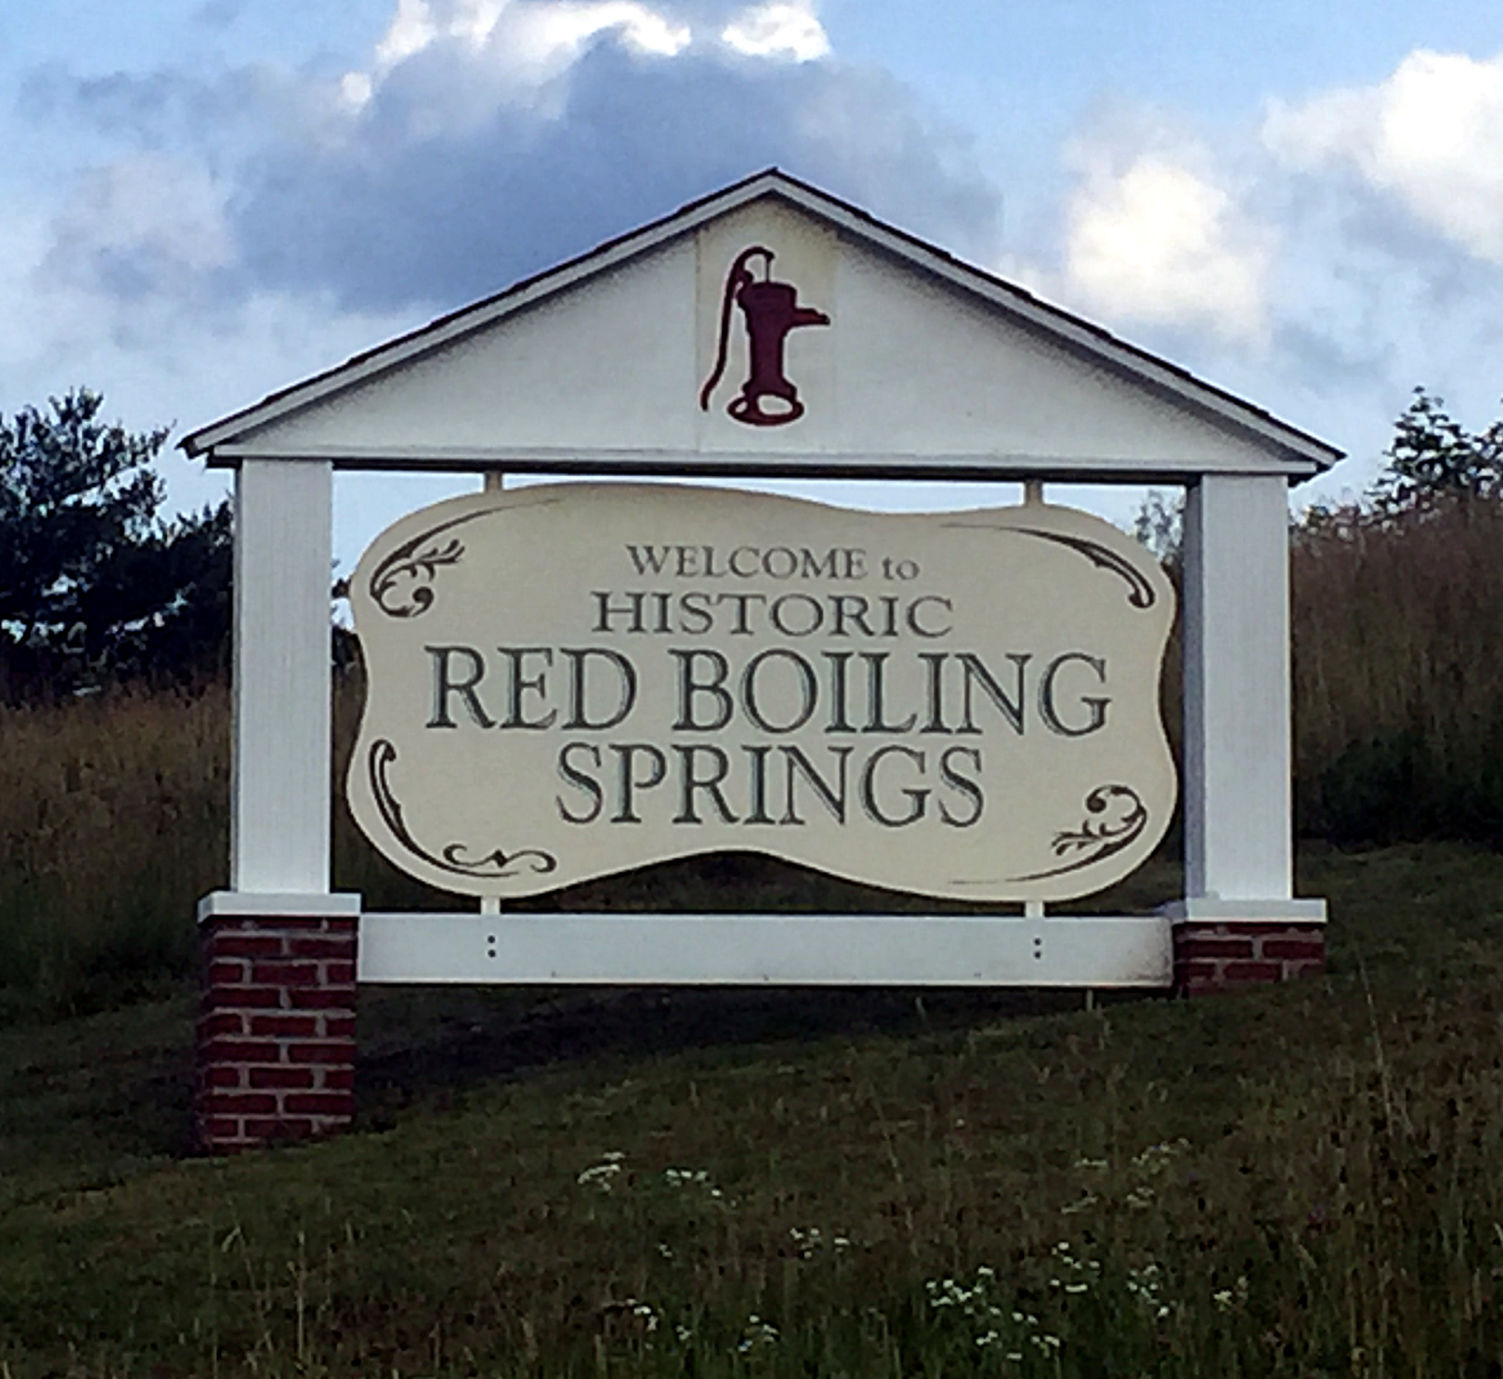 WELCOME to
HISTORIC
RED BOILING
SPRINGS